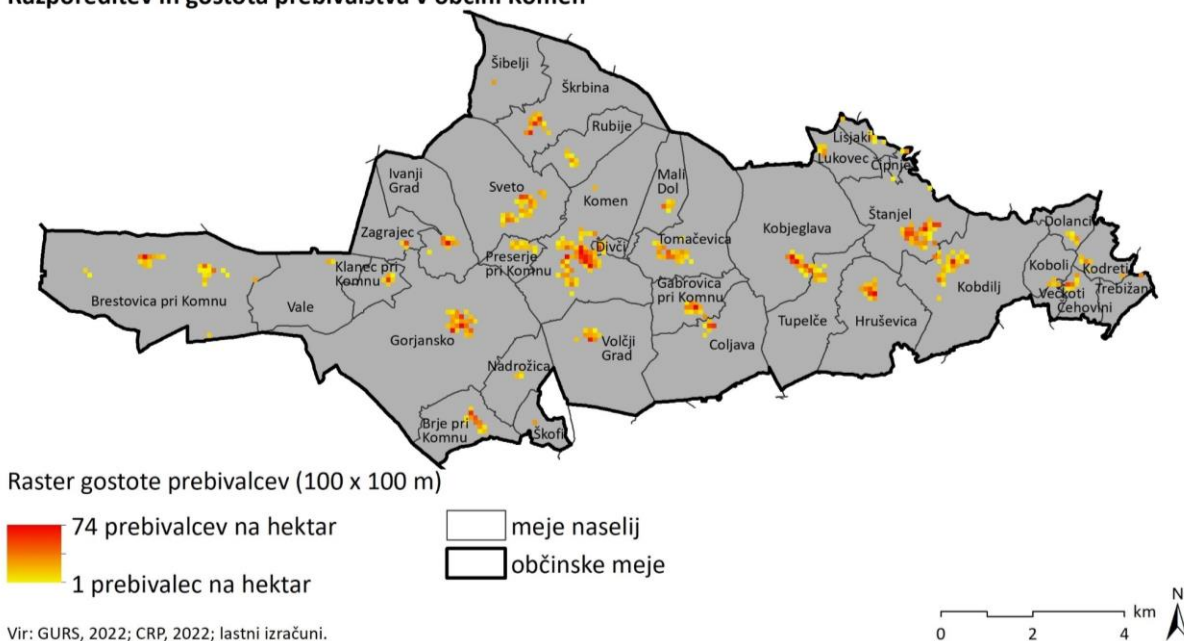 Razporeditev in gostota prebivalstva v občini Komen
Šibelji
Škrbina
Rubije
Lisjaki
Lukovec
Čipnje
Ivanji
Grad
Sveto
Mali
Dol
Komen
Štanjel
Dolanci
Zagrajec
Kobjeglava
Divči
Tomačevica
Preserje
pri Komnu
Klanec pri
Komnu
Koboli
Kodreti
Brestovica pri Komnu
Vale
Gabrovica
pri Komnu
Kobdilj
Večkoti
Trebižani
Čehovini
Gorjansko
Volčji
Grad
Coljava
Tupelče
Hruševica
Nadrožica
Brje pri
Komnu
Škofi
Raster gostote prebivalcev (100 x 100 m)
74 prebivalcev na hektar
1 prebivalec na hektar
meje naselij
občinske meje
Vir: GURS, 2022; CRP, 2022; lastni izračuni.
N
km
0 2 4